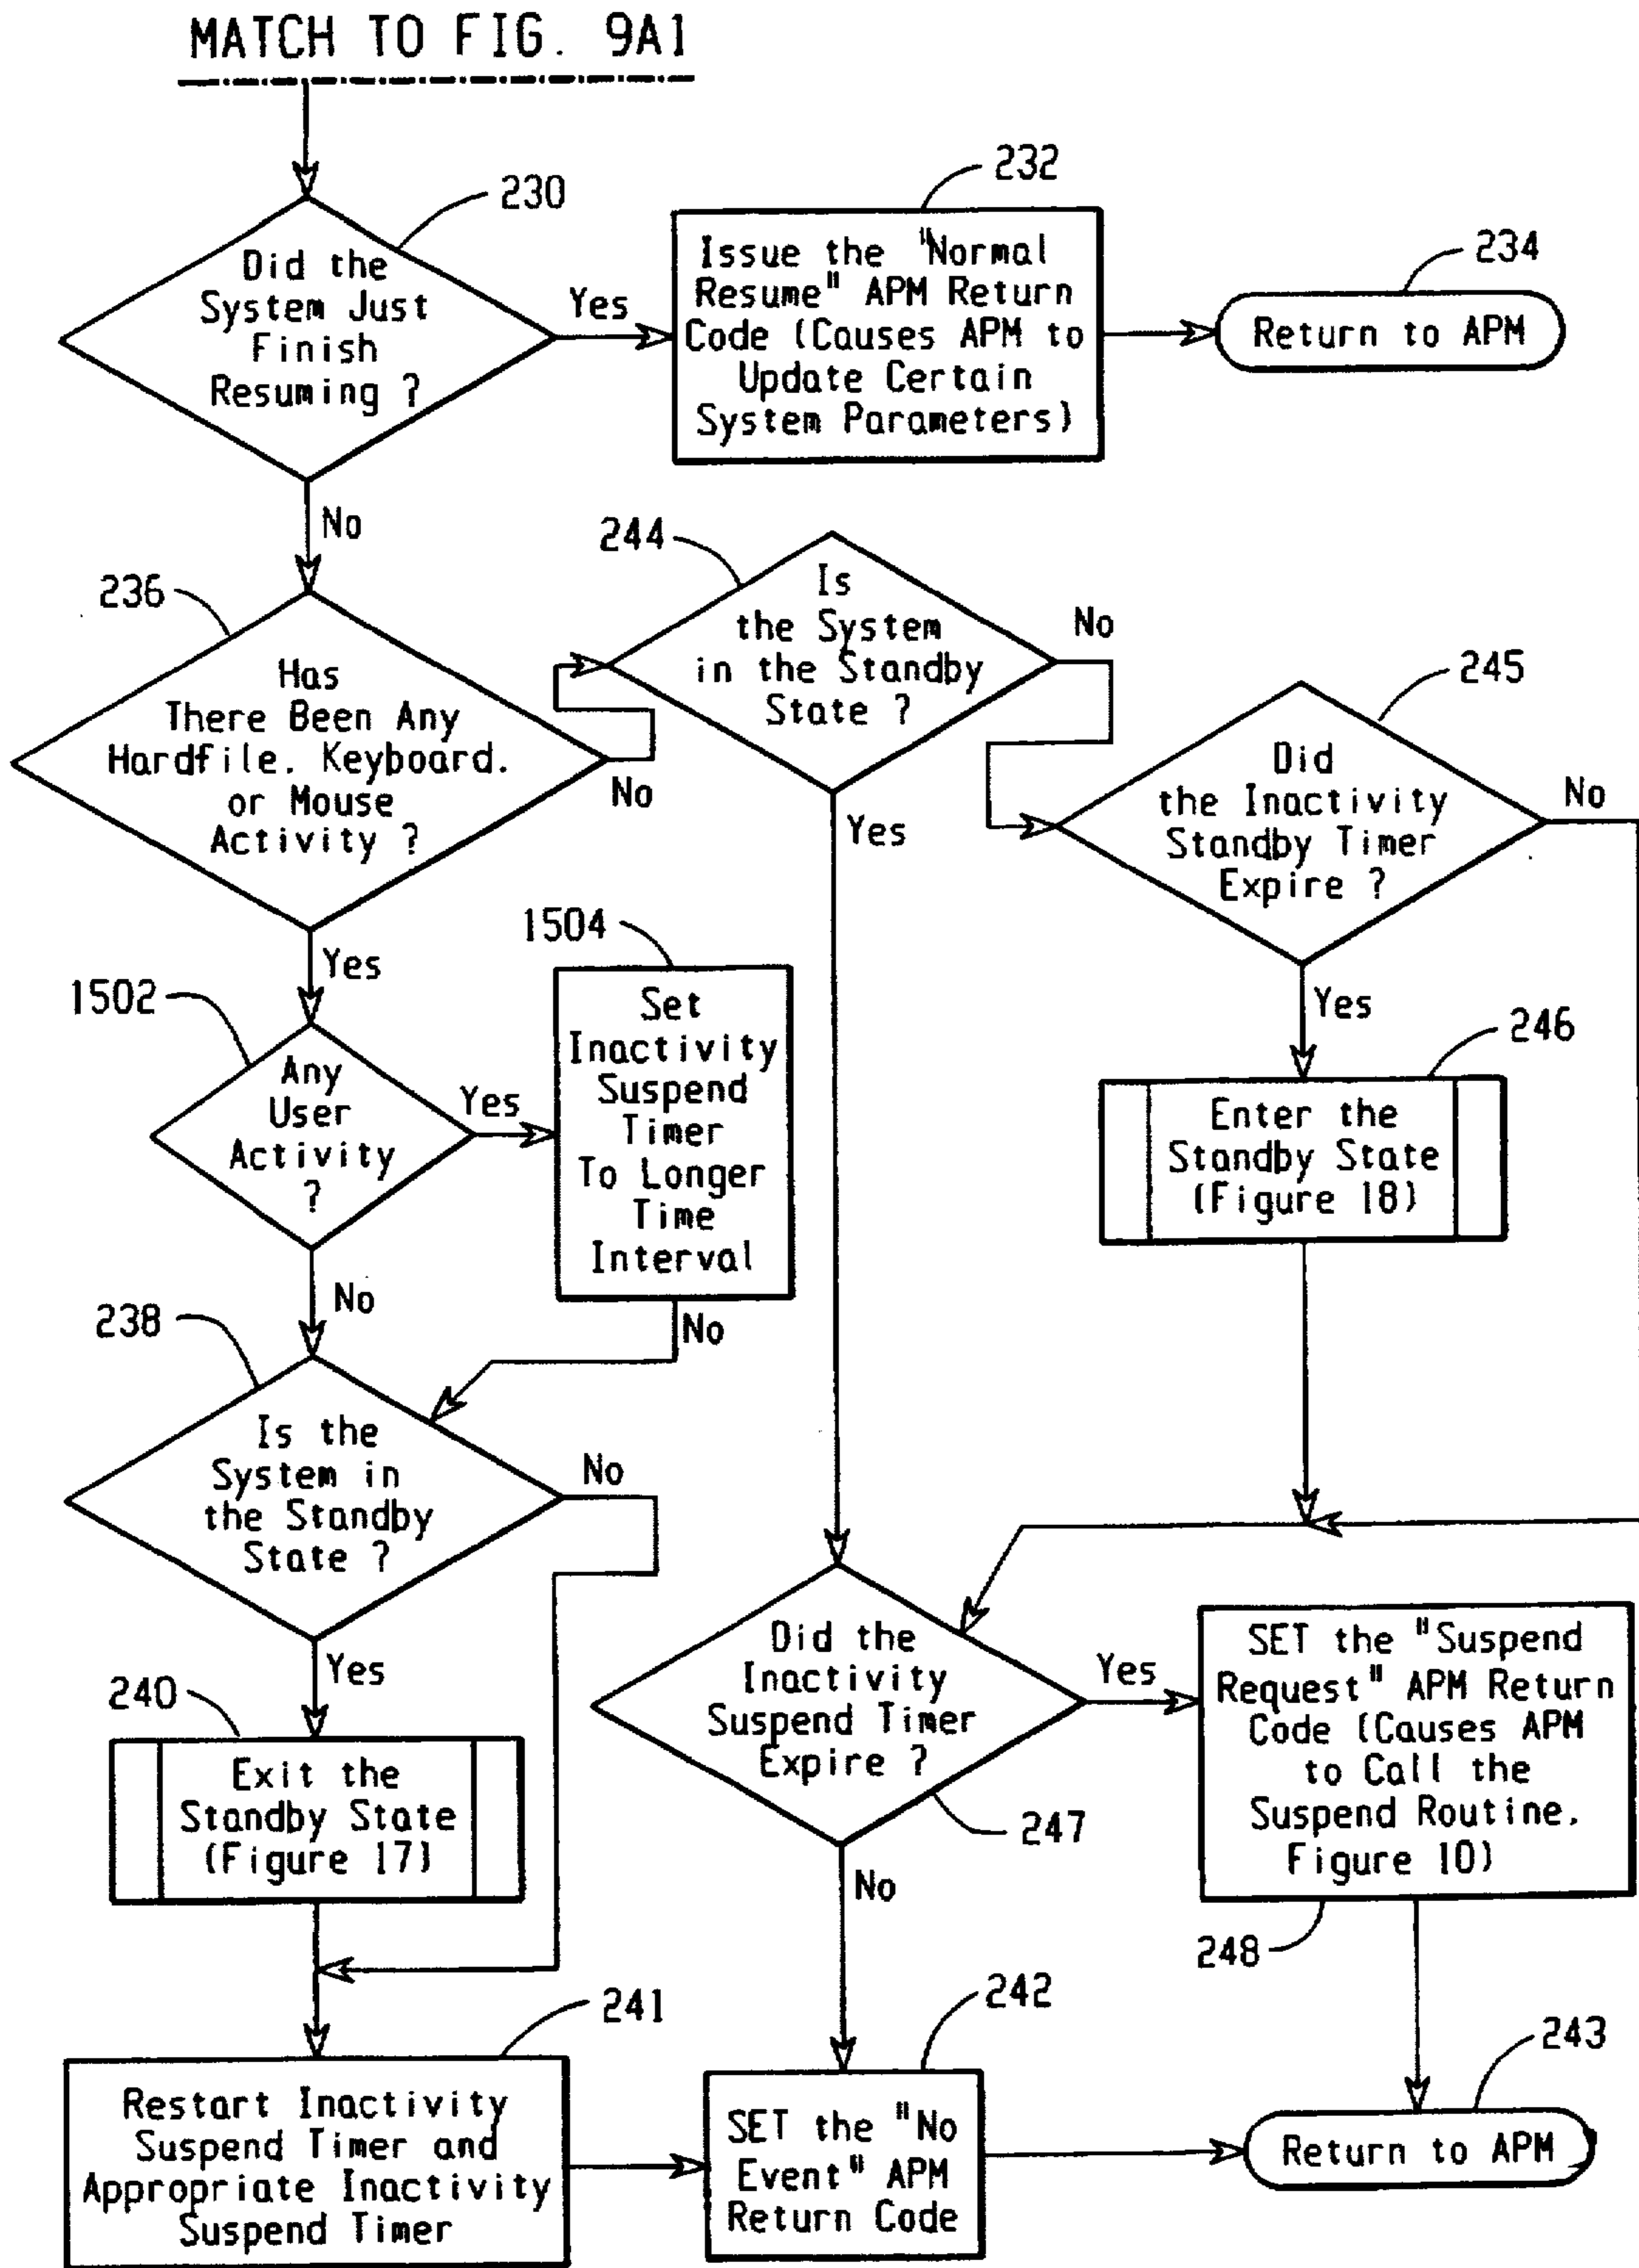 MATCH TO FIG. 9A1
230
Did the
System Just
Finish
Resuming ?
Yes
No
232
Issue the "Normal
Resume" APM Return
Code (Causes APM to
Update Certain
System Parameters)
234
Return to APM
236
Has
There Been Any
Hardfile. Keyboard.
or Mouse
Activity ?
No
Yes
244
Is
the System
in the Standby
State ?
No
Yes
245
Did
the Inactivity
Standby Timer
Expire ?
No
Yes
246
Enter the
Standby State
(Figure 18)
1502
Any
User
Activity
?
Yes
No
1504
Set
Inactivity
Suspend
Timer
To Longer
Time
Interval
No
238
Is the
System in
the Standby
State ?
No
Yes
240
Exit the
Standby State
(Figure 17)
Did the
Inactivity
Suspend Timer
Expire ?
Yes
247
No
SET the "Suspend
Request" APM Return
Code (Causes APM
to Call the
Suspend Routine.
Figure 10)
248
241
Restart Inactivity
Suspend Timer and
Appropriate Inactivity
Suspend Timer
242
SET the "No
Event" APM
Return Code
243
Return to APM